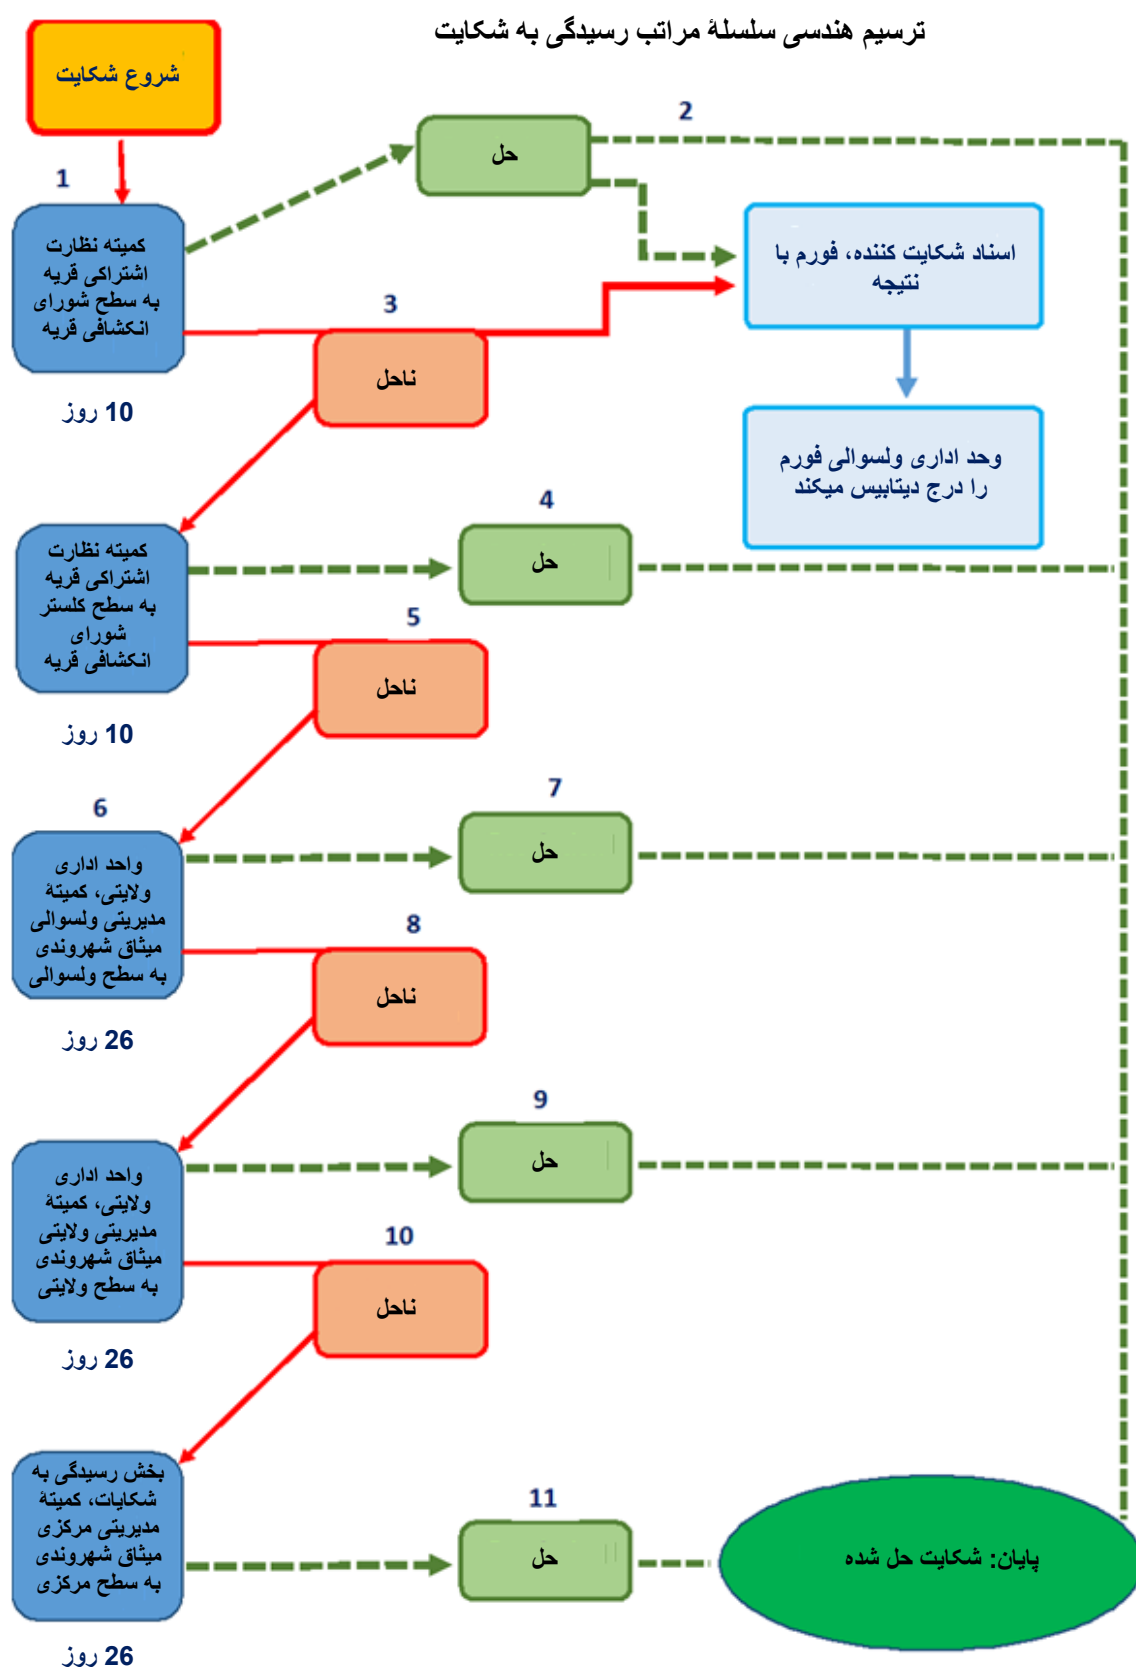 ترسیم هندسی سلسلۀ مراتب رسیدگی به شکایت
شروع شکایت
1
کمیته نظارت
اشتراکی قریه
به سطح شورای
انکشافی قریه
10 روز
حل
2
اسناد شکایت کننده، فورم با
نتیجه
وحد اداری ولسوالی فورم
را درج دیتابیس میکند
3
ناحل
کمیته نظارت
اشتراکی قریه
به سطح کلستر
شورای
انکشافی قریه
10 روز
4
حل
5
ناحل
6
واحد اداری
ولایتی، کمیتۀ
مدیریتی ولسوالی
میثاق شهروندی
به سطح ولسوالی
26 روز
7
حل
8
ناحل
واحد اداری
ولایتی، کمیتۀ
مدیریتی ولایتی
میثاق شهروندی
به سطح ولایتی
26 روز
9
حل
10
ناحل
بخش رسیدگی به
شکایات، کمیتۀ
مدیریتی مرکزی
میثاق شهروندی
به سطح مرکزی
26 روز
11
حل
پایان: شکایت حل شده